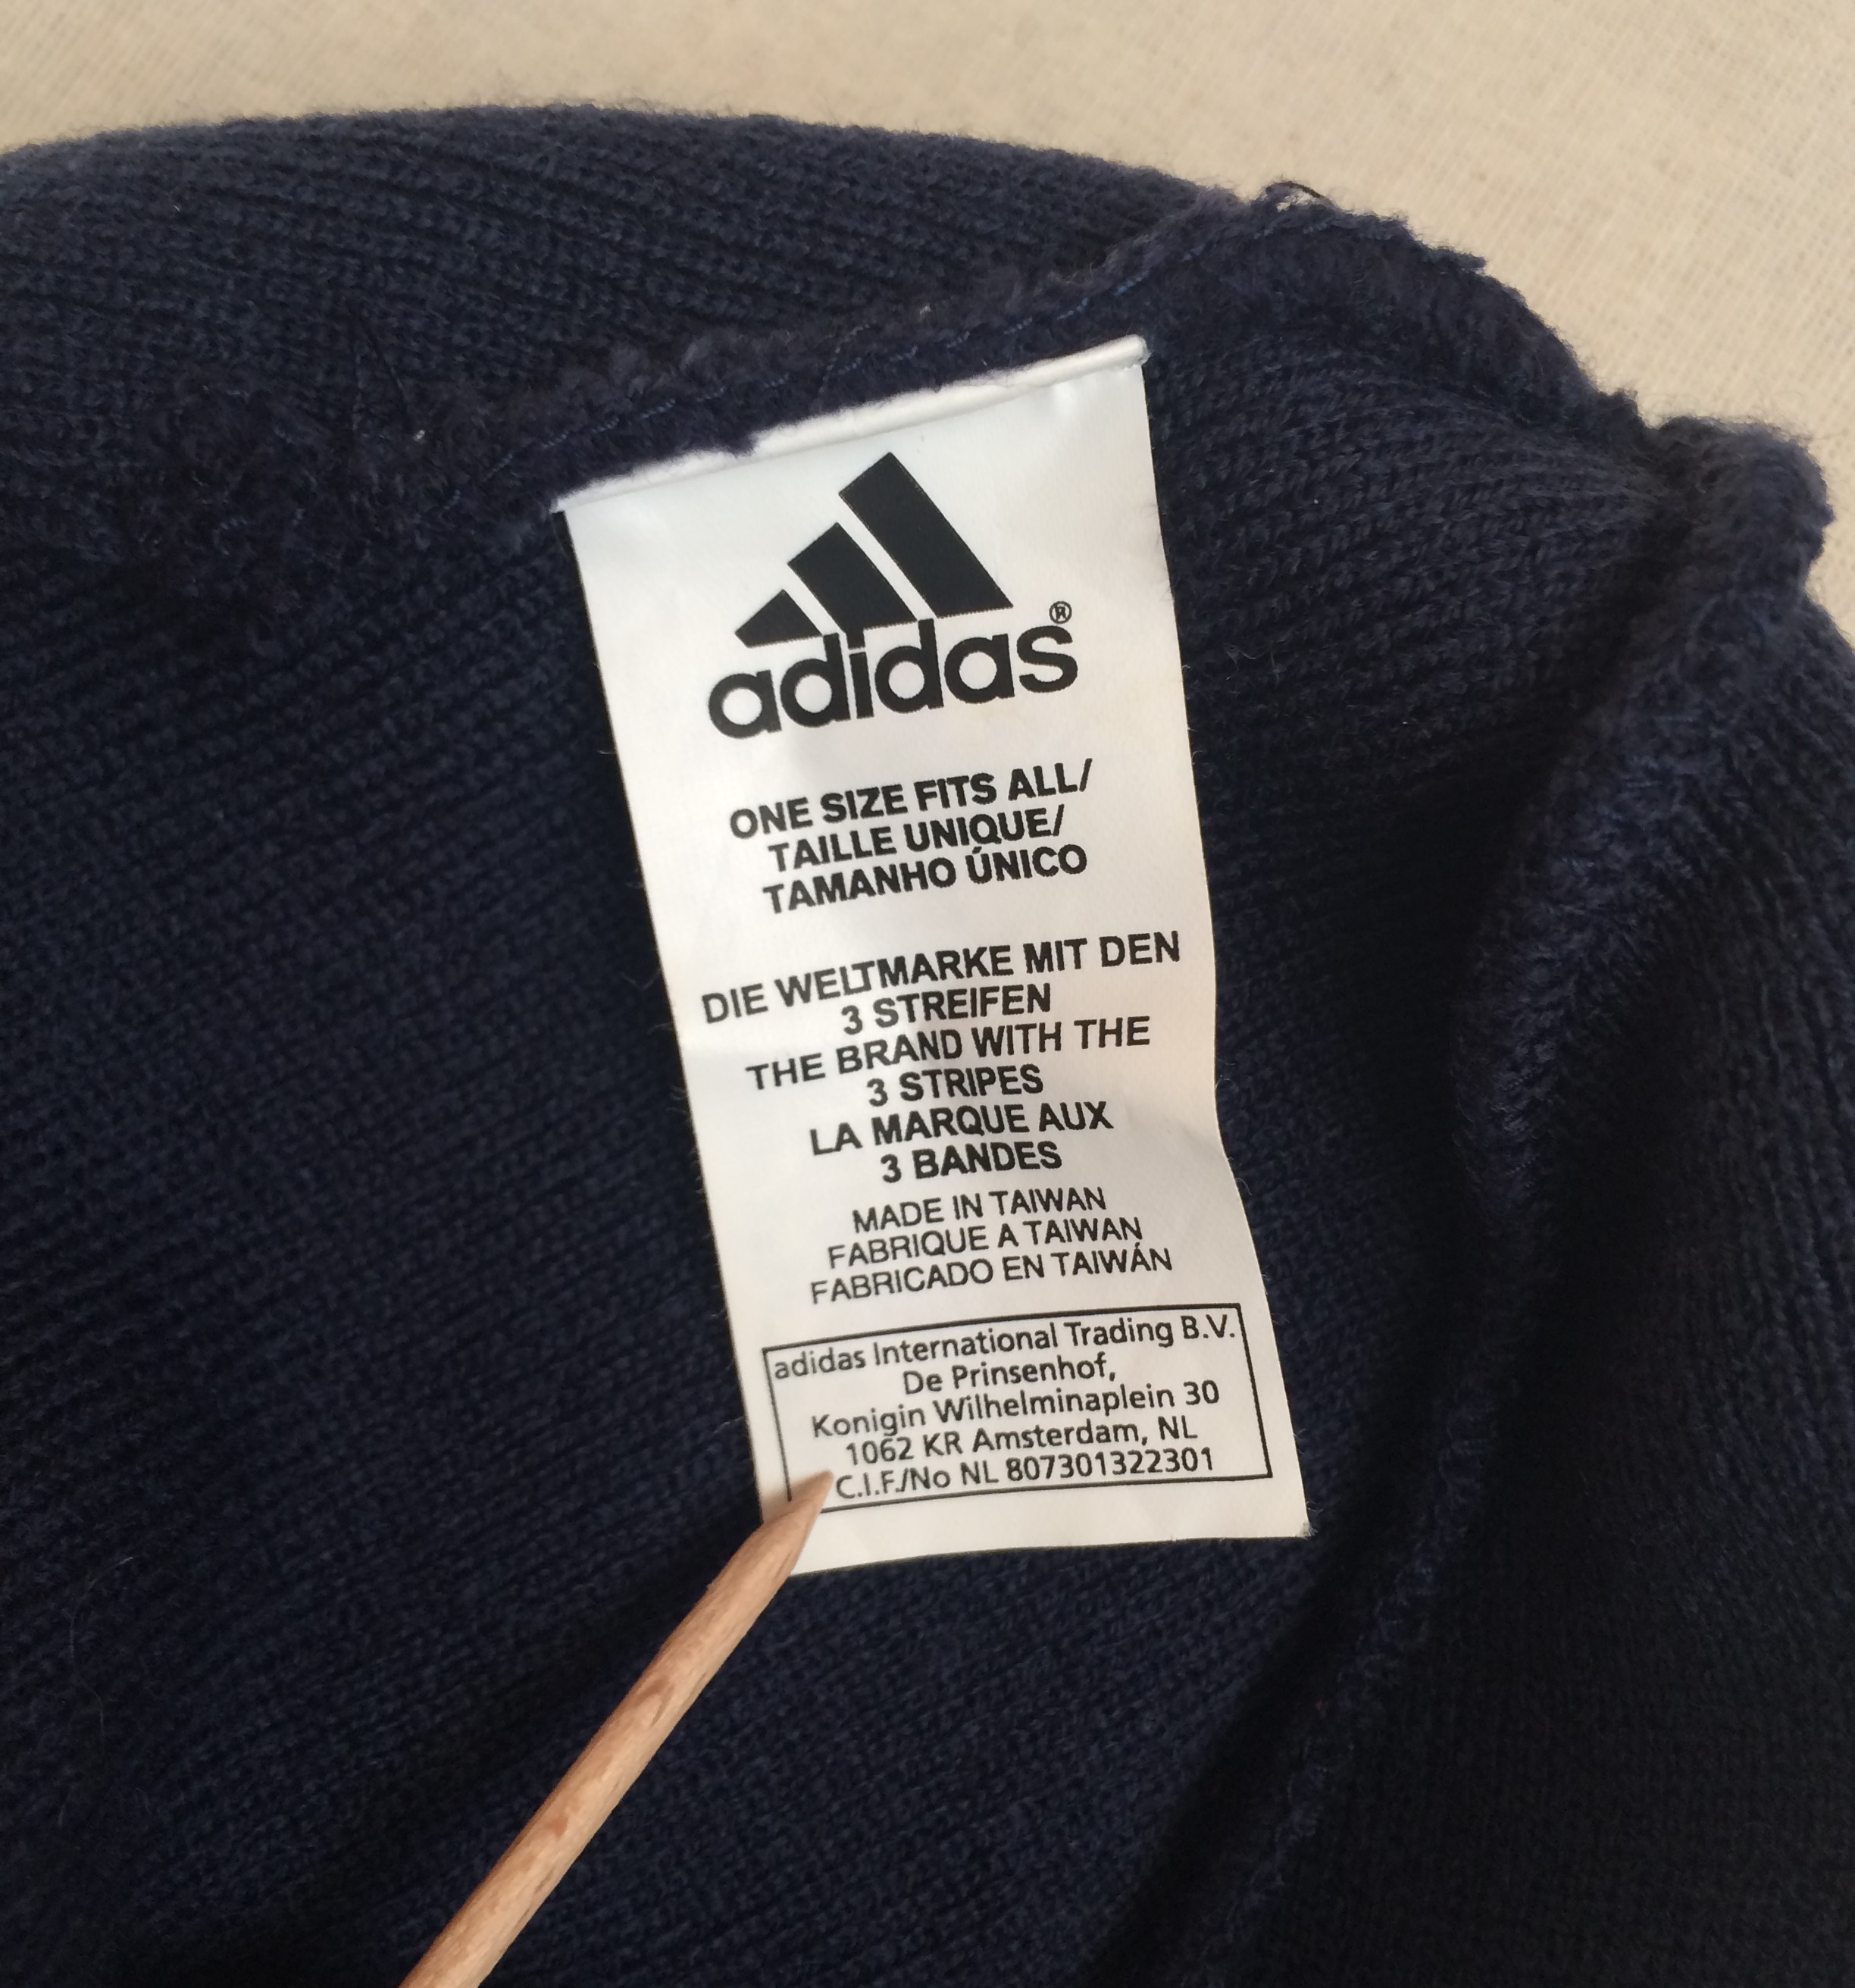 adidas®
ONE SIZE FITS ALL/
TAILLE UNIQUE/
TAMANHO ÚNICO
DIE WELTMARKE MIT DEN
3 STREIFEN
THE BRAND WITH THE
3 STRIPES
LA MARQUE AUX
3 BANDES
MADE IN TAIWAN
FABRIQUE A TAIWAN
FABRICADO EN TAIWÁN
adidas International Trading B.V.
De Prinsenhof,
Konigin Wilhelminaplein 30
1062 KR Amsterdam, NL
C.I.F./No NL 807301322301